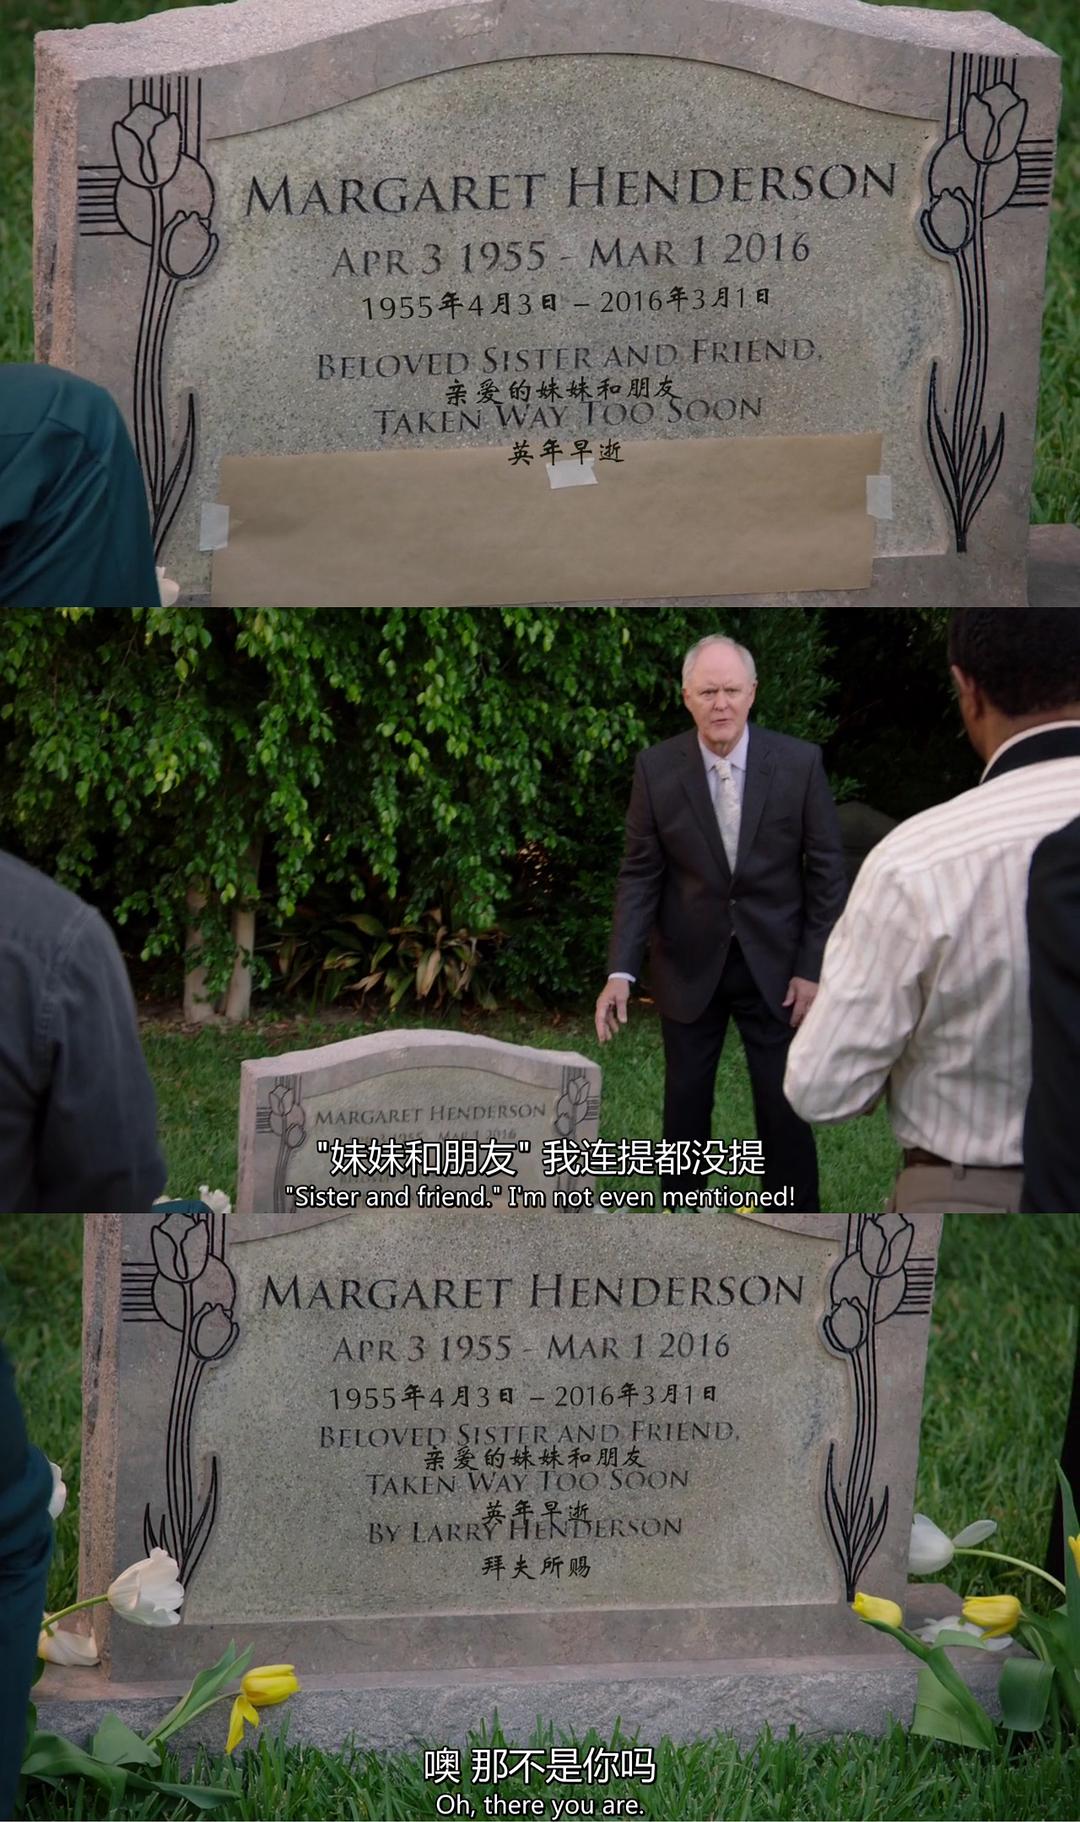 MARGARET HENDERSON
APR 3 1955 - MAR 1 2016
1955年4月3日 – 2016年3月1日
BELOVED SISTER AND FRIEND,
亲爱的妹妹和朋友
TAKEN WAY TOO SOON
英年早逝
MARGARET HENDERSON
"妹妹和朋友" 我连提都没提
"Sister and friend." I'm not even mentioned!
MARGARET HENDERSON
APR 3 1955 - MAR 1 2016
1955年4月3日 – 2016年3月1日
BELOVED SISTER AND FRIEND,
亲爱的妹妹和朋友
TAKEN WAY TOO SOON
英年早逝
BY LARRY HENDERSON
拜夫所赐
噢 那不是你吗
Oh, there you are.